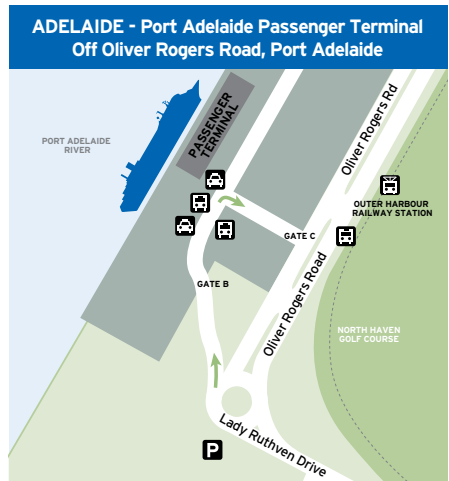 ADELAIDE - Port Adelaide Passenger Terminal
Off Oliver Rogers Road, Port Adelaide
PASSENGER
TERMINAL
Oliver Rogers Rd
PORT ADELAIDE
RIVER
OUTER HARBOUR
RAILWAY STATION
GATE C
GATE B
Oliver Rogers Road
NORTH HAVEN
GOLF COURSE
Lady Ruthven Drive
P